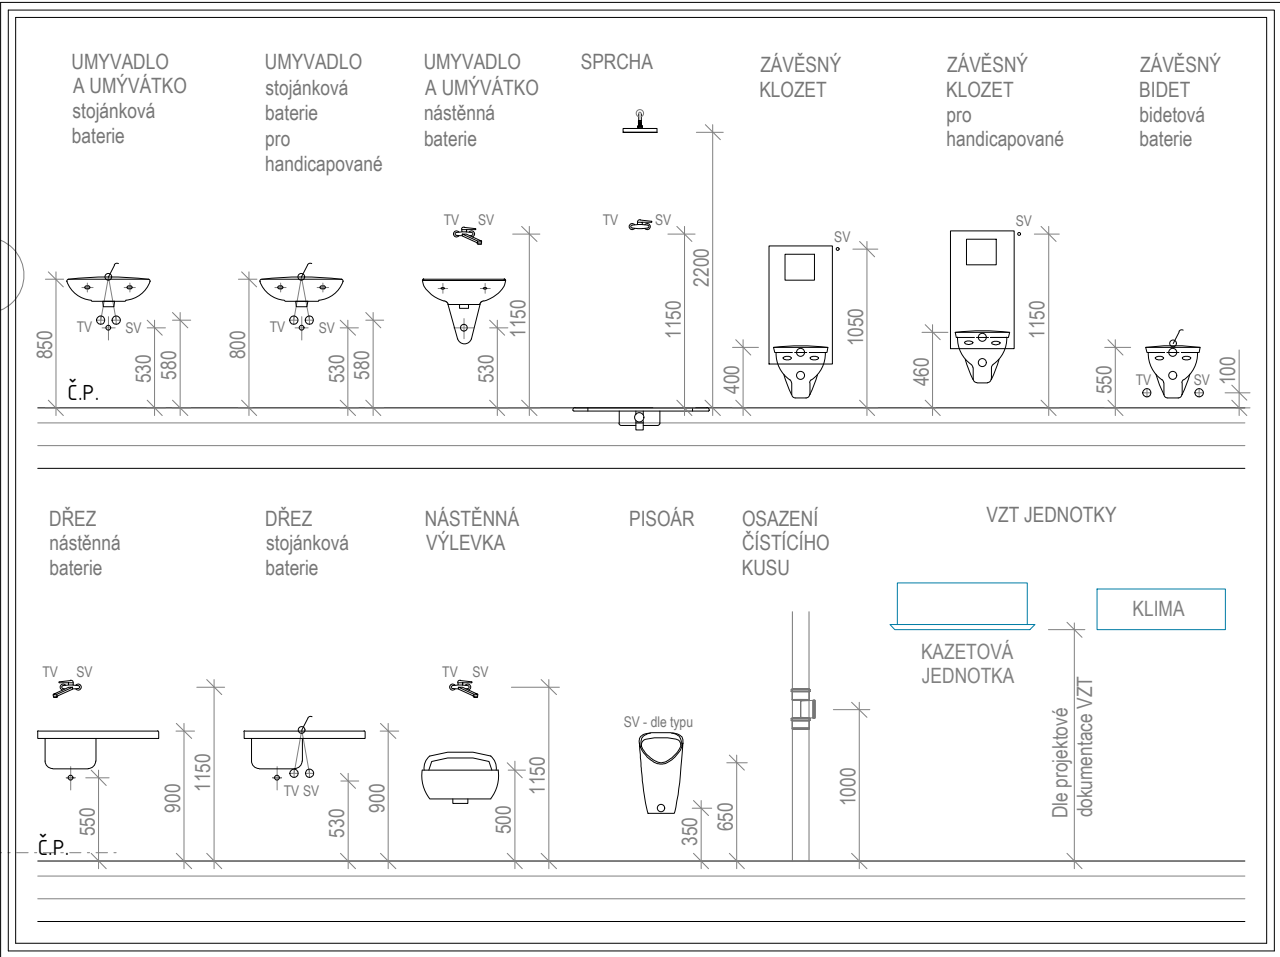 UMYVADLO
A UMÝVÁTKO
stojánková
baterie
UMYVADLO
stojánková
baterie
pro
handicapované
UMYVADLO
A UMÝVÁTKO
nástěnná
baterie
SPRCHA
ZÁVĚSNÝ
KLOZET
ZÁVĚSNÝ
KLOZET
pro
handicapované
ZÁVĚSNÝ
BIDET
bidetová
baterie
TV SV
850
530
580
Č.P.
TV SV
800
530
580
TV SV
1150
530
TV SV
2200
1150
SV
1050
400
SV
1150
460
TV SV
550
100
DŘEZ
nástěnná
baterie
DŘEZ
stojánková
baterie
NÁSTĚNNÁ
VÝLEVKA
PISOÁR
OSAZENÍ
ČÍSTÍCÍHO
KUSU
VZT JEDNOTKY
TV SV
550
900
1150
Č.P.
TV SV
530
900
TV SV
500
1150
SV - dle typu
350
650
1000
KAZETOVÁ
JEDNOTKA
KLIMA
Dle projektové
dokumentace VZT